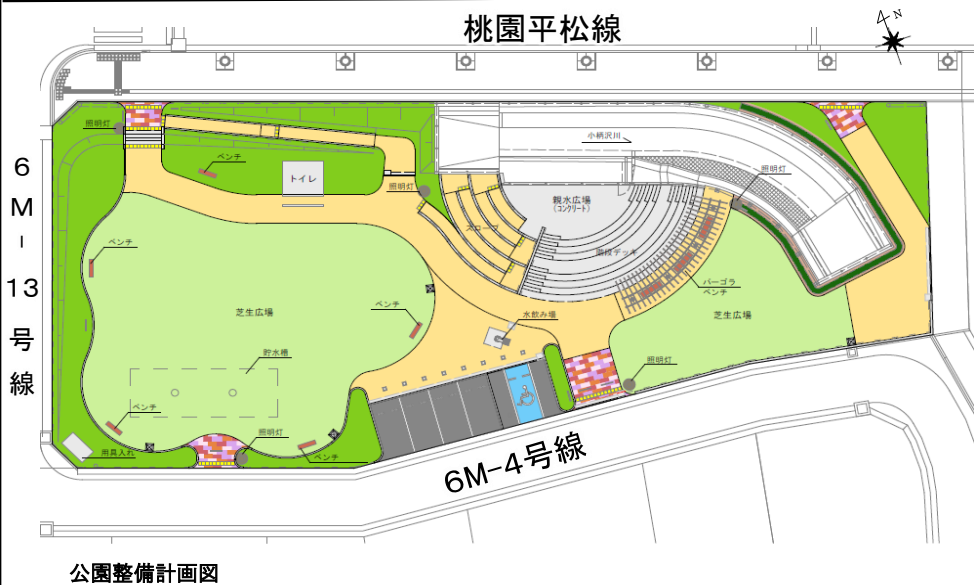 桃園平松線
N
照明灯
小柄沢川
ベンチ
トイレ
照明灯
照明灯
親水広場
(コンクリート)
6M-13号線
スロープ
階段デッキ
ベンチ
パーゴラ
ベンチ
ベンチ
芝生広場
水飲み場
芝生広場
貯水槽
照明灯
ベンチ
照明灯
用具入れ
ベンチ
6M-4号線
公園整備計画図